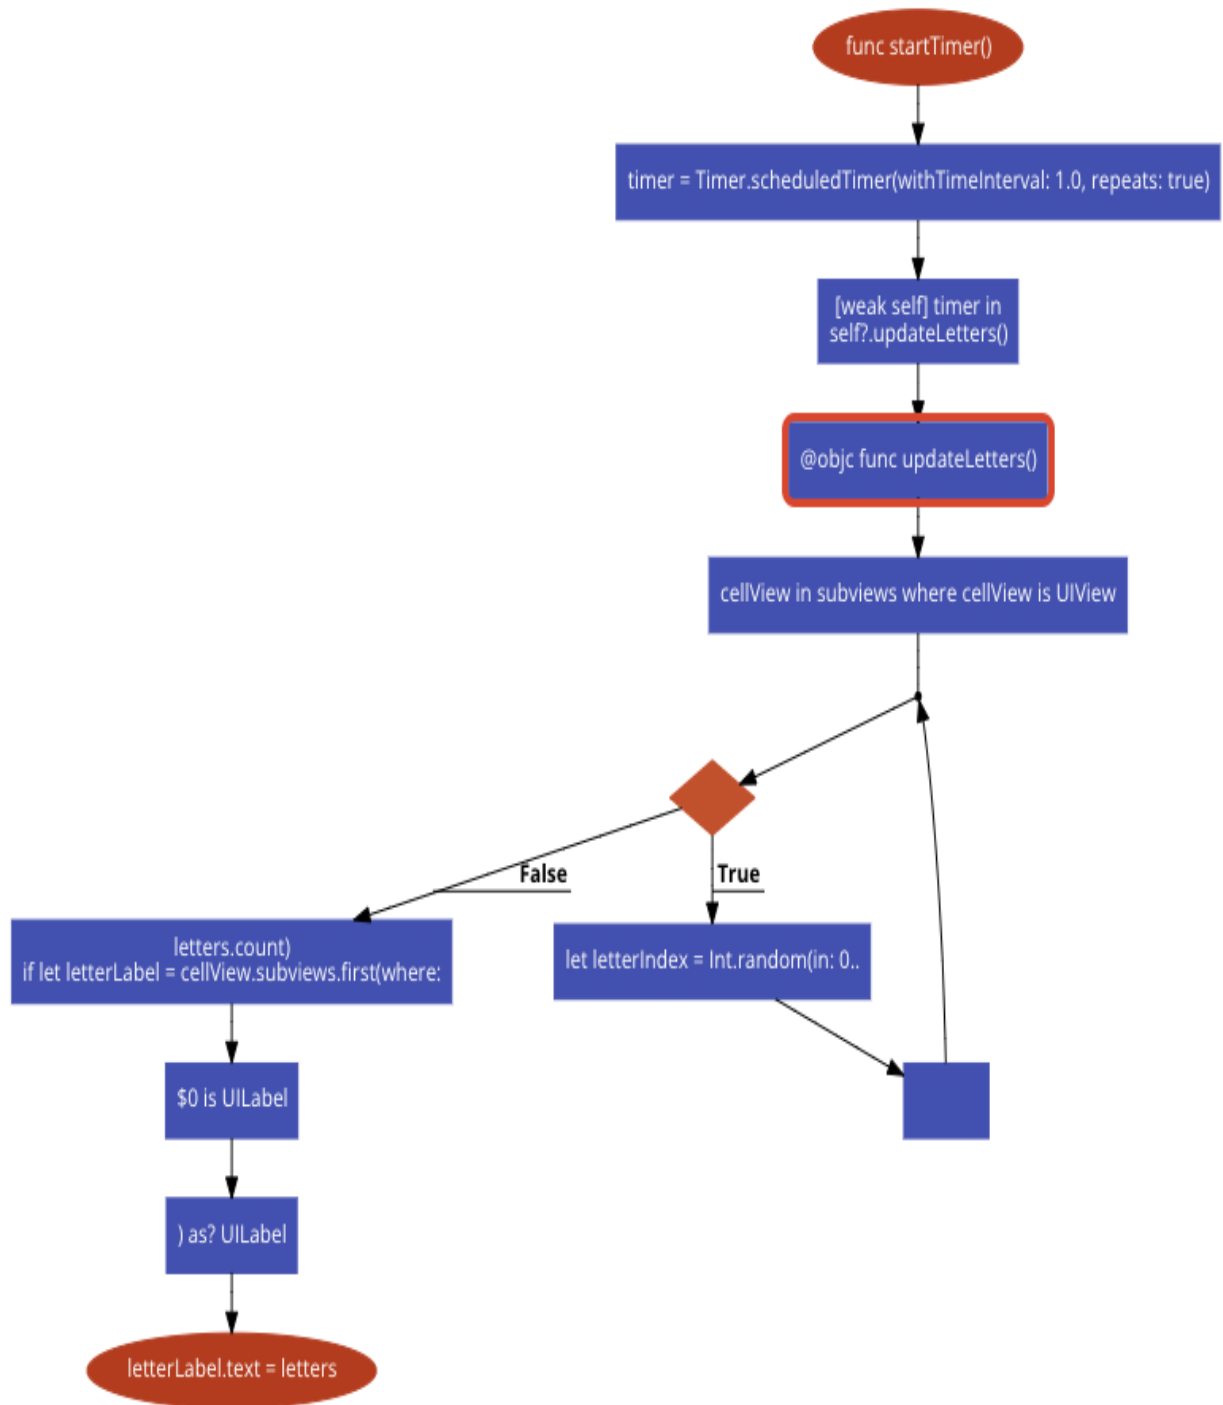 func startTimer()
timer = Timer.scheduledTimer(withTimeInterval: 1.0, repeats: true)
[weak self] timer in
self?.updateLetters()
@objc func updateLetters()
cellView in subviews where cellView is UIView
False
True
letters.count)
if let letterLabel = cellView.subviews.first(where:
let letterIndex = Int.random(in: 0..
$0 is UILabel
) as? UILabel
letterLabel.text = letters